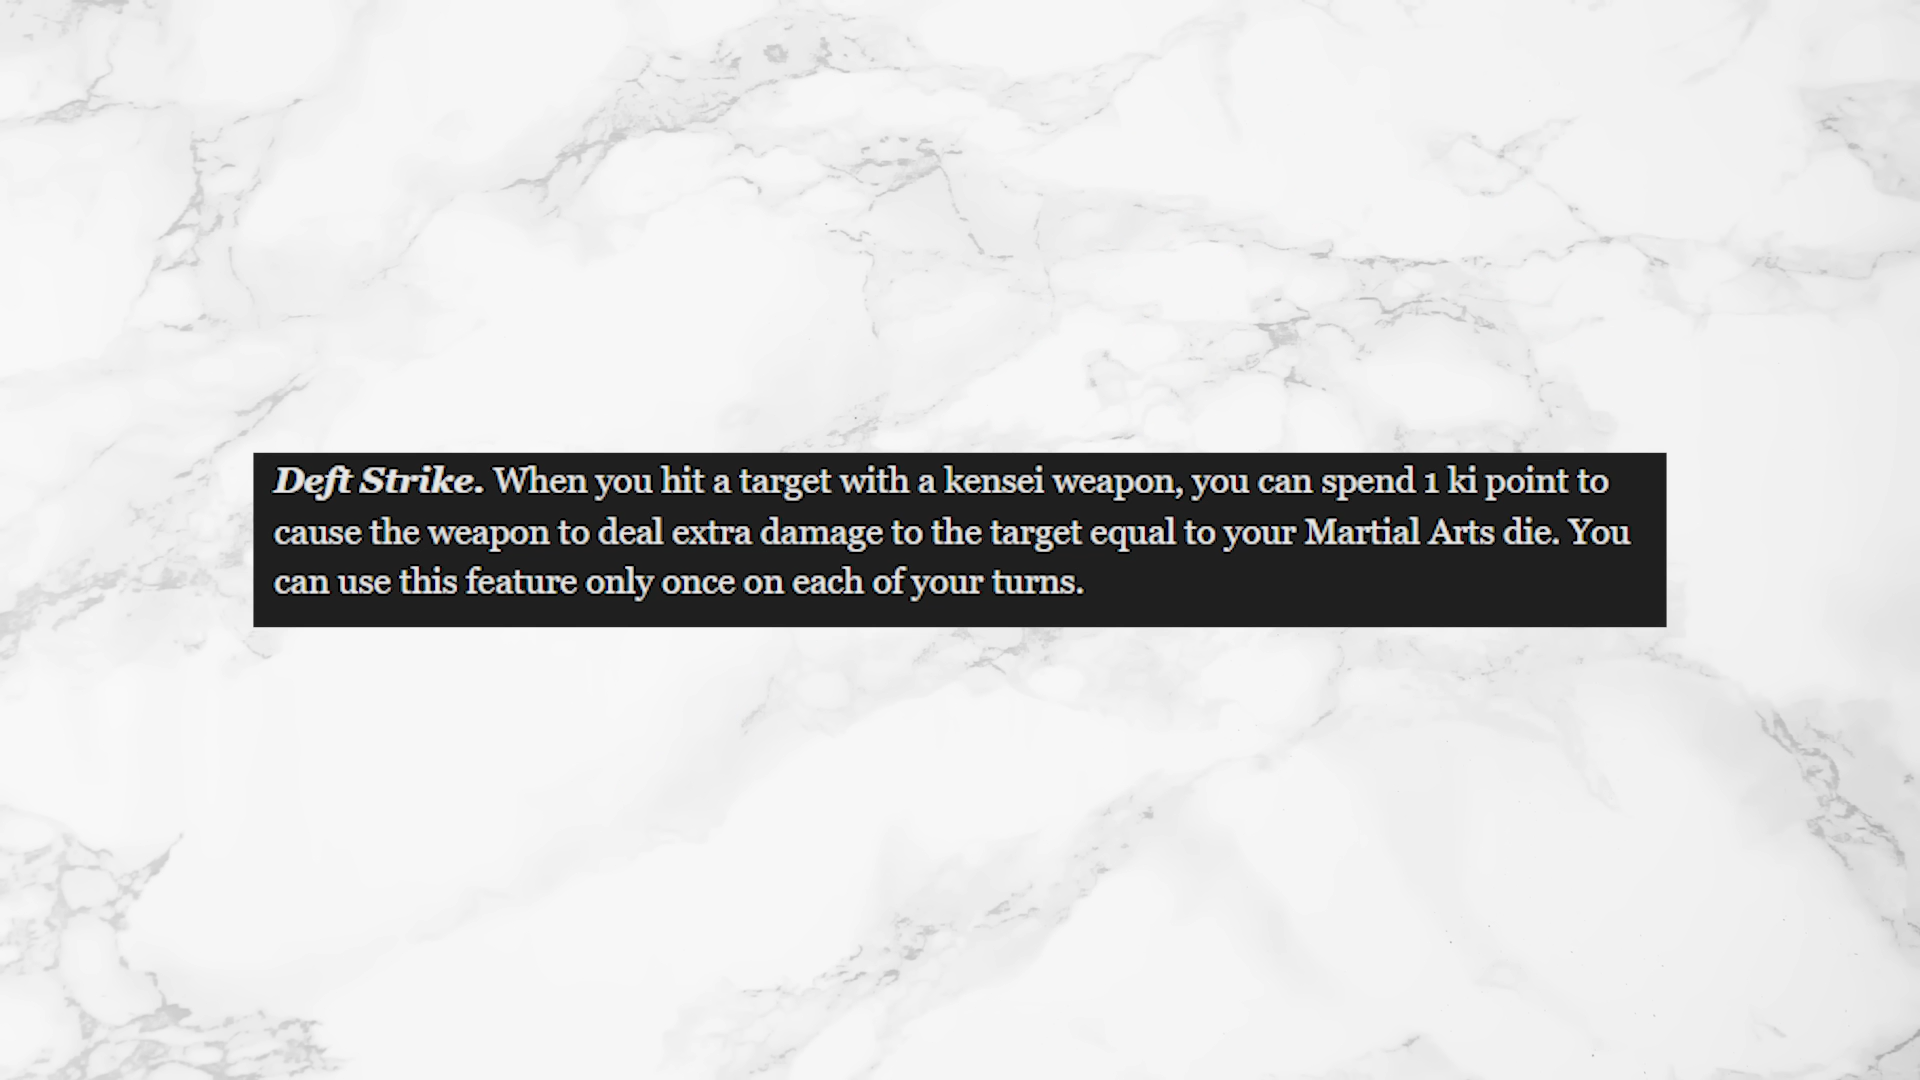 Deft Strike. When you hit a target with a kensei weapon, you can spend 1 ki point to
cause the weapon to deal extra damage to the target equal to your Martial Arts die. You
can use this feature only once on each of your turns.